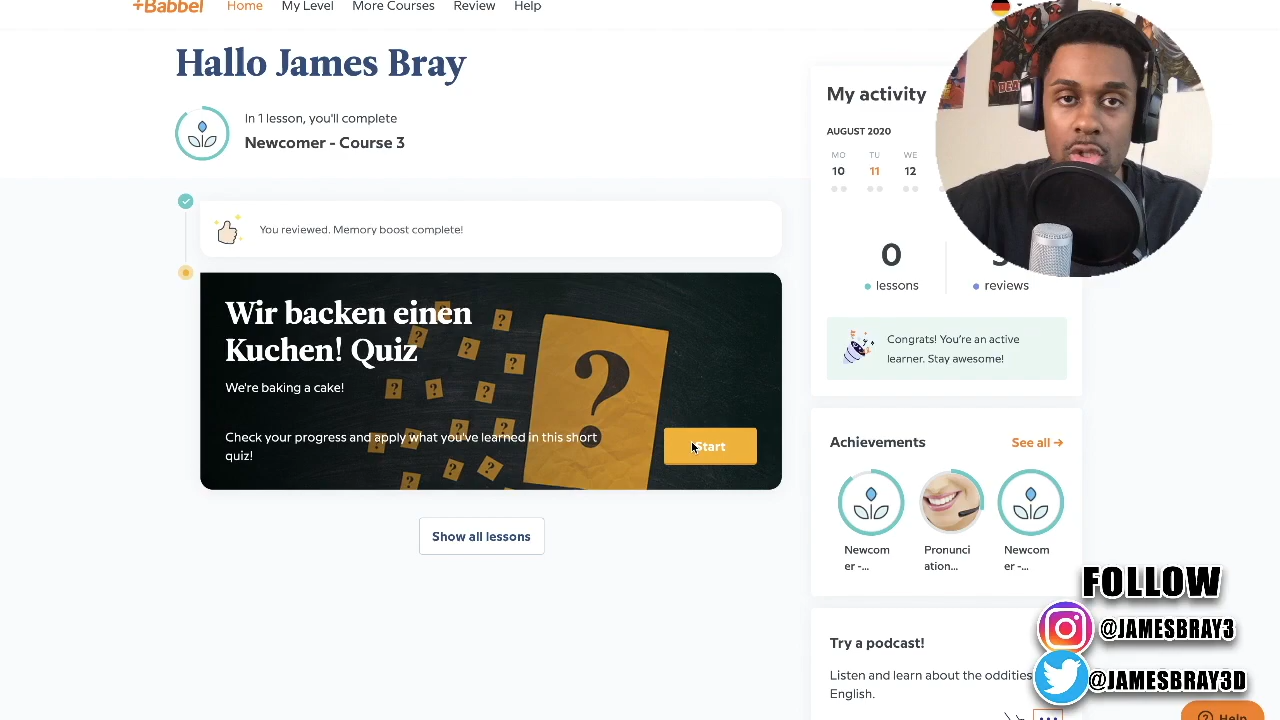 +Babbel
Home
My Level
More Courses
Review
Help
Hallo James Bray
In 1 lesson, you'll complete
Newcomer - Course 3
You reviewed. Memory boost complete!
Wir backen einen
Kuchen! Quiz
We're baking a cake!
Check your progress and apply what you've learned in this short
quiz!
Start
Show all lessons
My activity
AUGUST 2020
MO
TU
WE
10
11
12
0
lessons
reviews
Congrats! You're an active
learner. Stay awesome!
Achievements
See all →
Newcom
er -...
Pronunci
ation...
Newcom
er -...
Try a podcast!
Listen and learn about the oddities
English.
FOLLOW
@JAMESBRAY3
@JAMESBRAY3D
Help